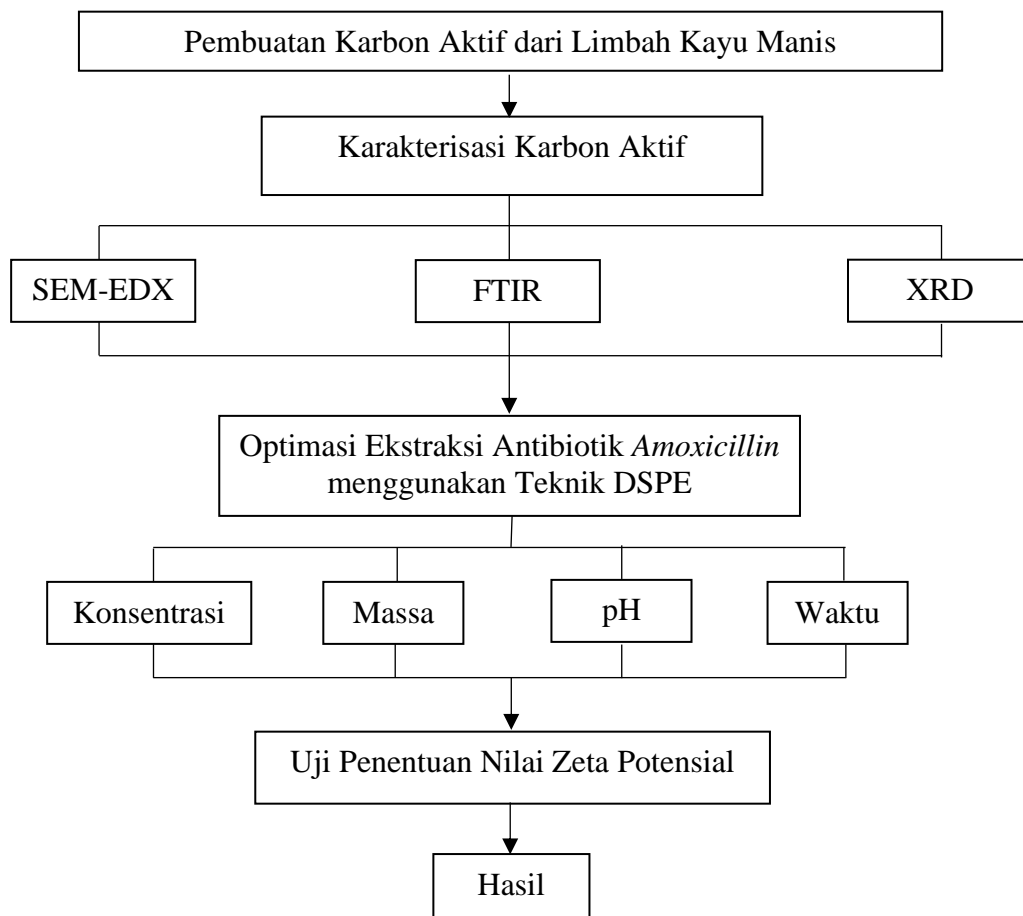 Pembuatan Karbon Aktif dari Limbah Kayu Manis
Karakterisasi Karbon Aktif
SEM-EDX
FTIR
XRD
Optimasi Ekstraksi Antibiotik Amoxicillin
menggunakan Teknik DSPE
Konsentrasi
Massa
pH
Waktu
Uji Penentuan Nilai Zeta Potensial
Hasil